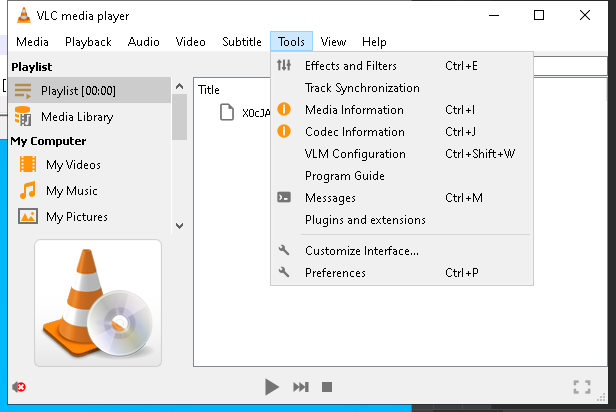 VLC media player
Media Playback Audio Video Subtitle Tools View Help
Playlist
Playlist [00:00]
Media Library
My Computer
My Videos
My Music
My Pictures
Title
X0cJA
Effects and Filters Ctrl+E
Track Synchronization
Media Information Ctrl+I
Codec Information Ctrl+J
VLM Configuration Ctrl+Shift+W
Program Guide
Messages Ctrl+M
Plugins and extensions
Customize Interface...
Preferences Ctrl+P